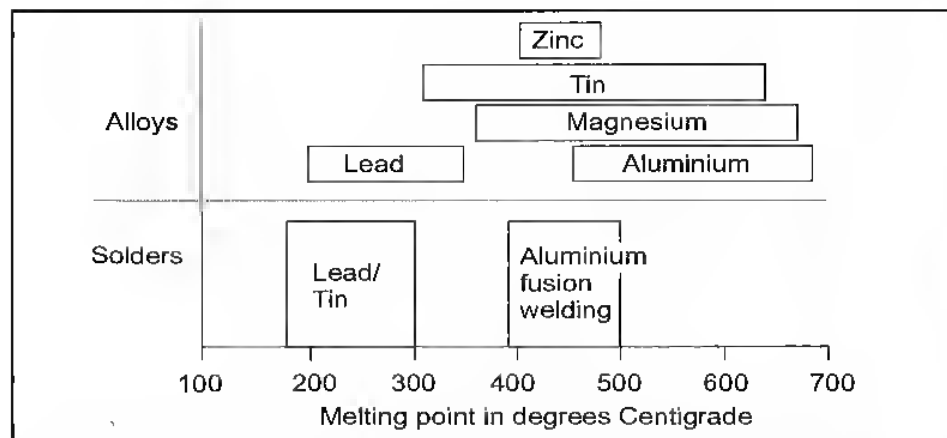 Zinc
Tin
Alloys
Magnesium
Lead
Aluminium
Solders
Lead/
Tin
Aluminium
fusion
welding
100 200 300 400 500 600 700
Melting point in degrees Centigrade